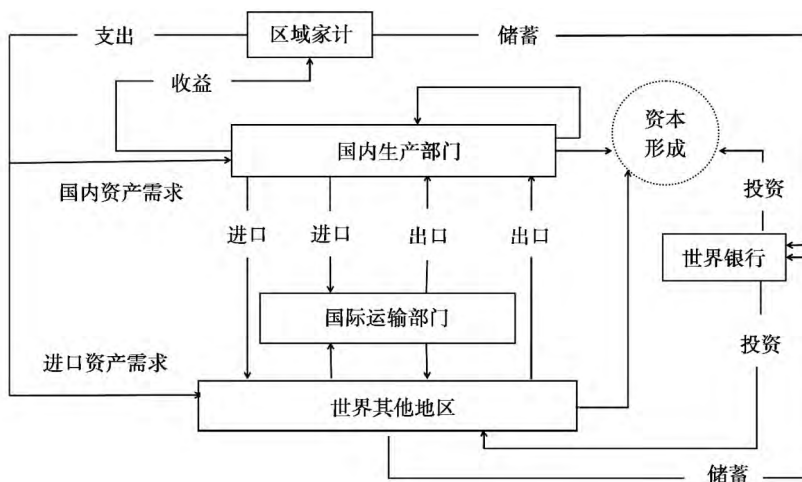 支出
区域家计
储蓄
收益
资本
形成
国内生产部门
国内资产需求
投资
进口
进口
出口
出口
世界银行
国际运输部门
投资
进口资产需求
世界其他地区
储蓄